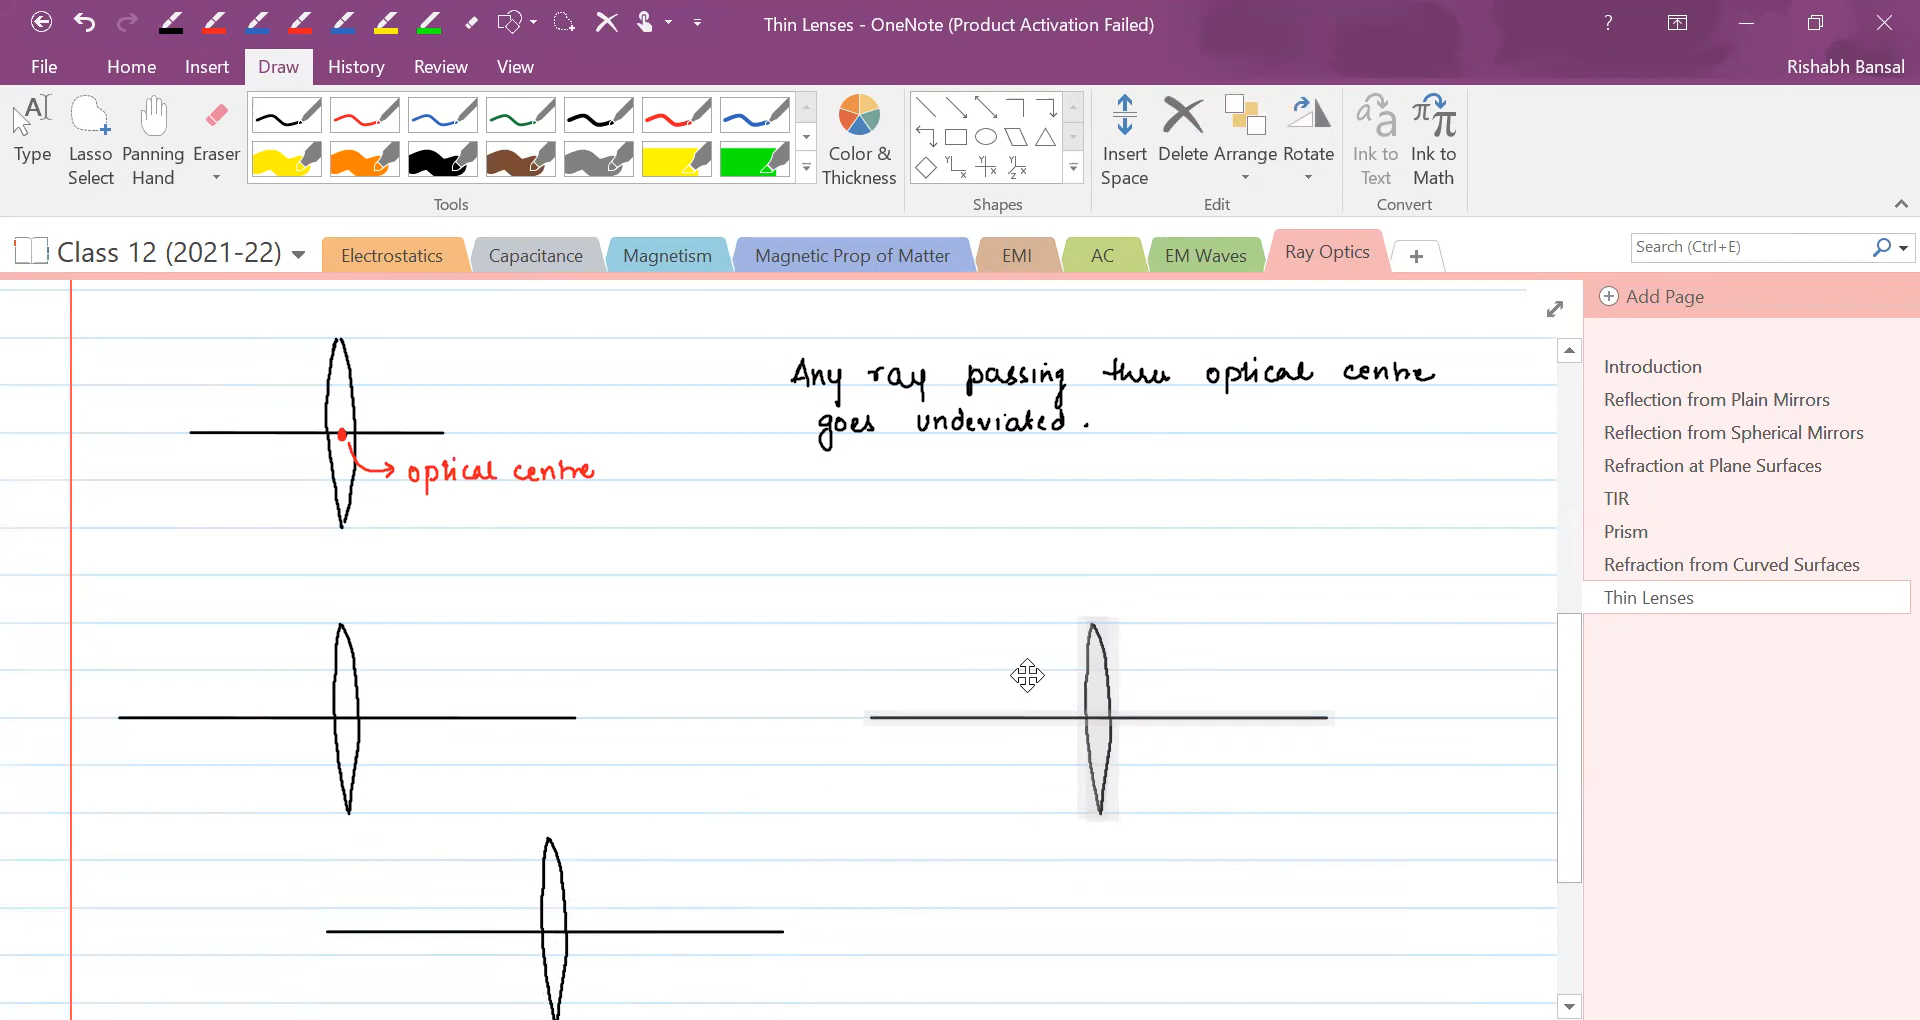 Thin Lenses - OneNote (Product Activation Failed)
?
File Home Insert Draw History Review View
Rishabh Bansal
Type
Lasso Select
Panning Hand
Eraser
Color & Thickness
Insert Space
Delete
Arrange
Rotate
Ink to Text
Ink to Math
Tools
Shapes
Edit
Convert
Class 12 (2021-22)
Electrostatics
Capacitance
Magnetism
Magnetic Prop of Matter
EMI
AC
EM Waves
Ray Optics
Search (Ctrl+E)
Add Page
Introduction
Reflection from Plain Mirrors
Reflection from Spherical Mirrors
Refraction at Plane Surfaces
TIR
Prism
Refraction from Curved Surfaces
Thin Lenses
Any ray passing thru optical centre
goes undeviated.
optical centre